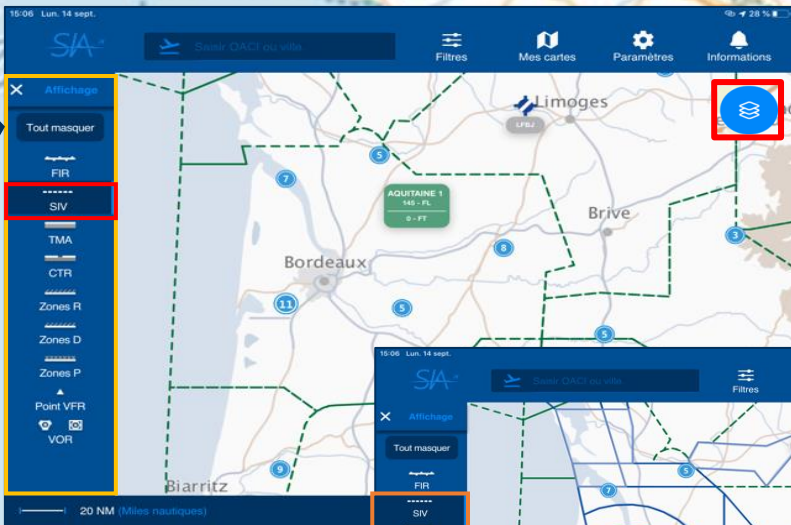 15:06 Lun. 14 sept.
28 %
SIA
Saisir OACI ou ville
Filtres
Mes cartes
Paramètres
Informations
Affichage
Tout masquer
FIR
SIV
TMA
CTR
Zones R
Zones D
Zones P
Point VFR
VOR
Limoges
LFBJ
5
7
AQUITAINE 1
145 - FL
0 - FT
Brive
3
8
Bordeaux
11
5
5
9
Biarritz
20 NM (Miles nautiques)
15:06 Lun. 14 sept.
SIA
Saisir OACI ou ville
Filtres
Affichage
Tout masquer
FIR
SIV
5
7